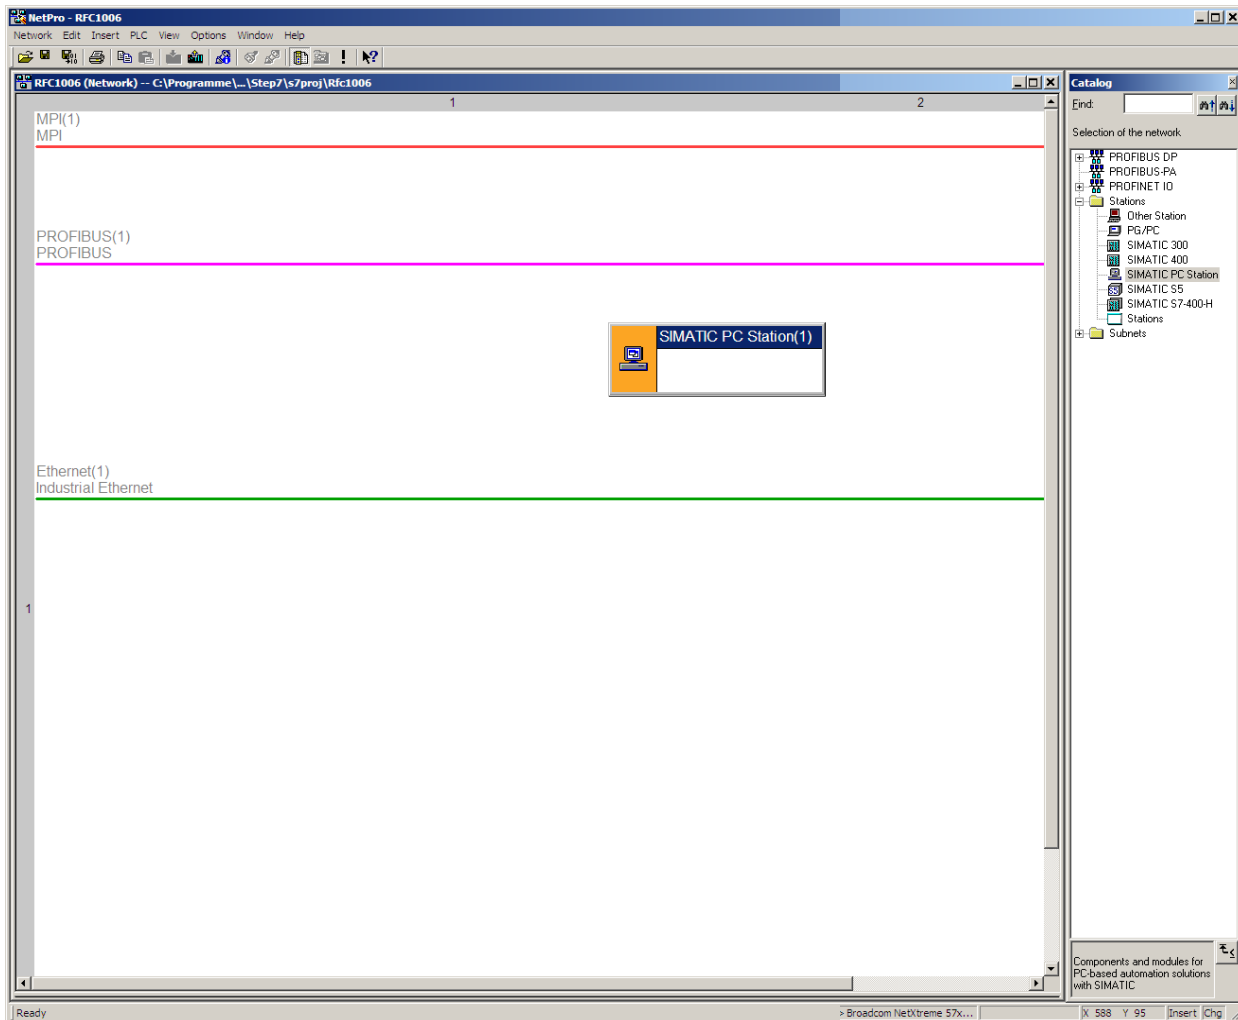 NetPro - RFC1006
Network Edit Insert PLC View Options Window Help
RFC1006 (Network) -- C:\Programme\...\Step7\s7proj\Rfc1006
1 2
MPI(1)
MPI
PROFIBUS(1)
PROFIBUS
SIMATIC PC Station(1)
Ethernet(1)
Industrial Ethernet
1
Catalog
Find:
Selection of the network
PROFIBUS DP
PROFIBUS-PA
PROFINET IO
Stations
Other Station
PG/PC
SIMATIC 300
SIMATIC 400
SIMATIC PC Station
SIMATIC S5
SIMATIC S7-400-H
Stations
Subnets
Components and modules for
PC-based automation solutions
with SIMATIC
Ready > Broadcom NetXtreme 57x... X 588 Y 95 Insert Chg